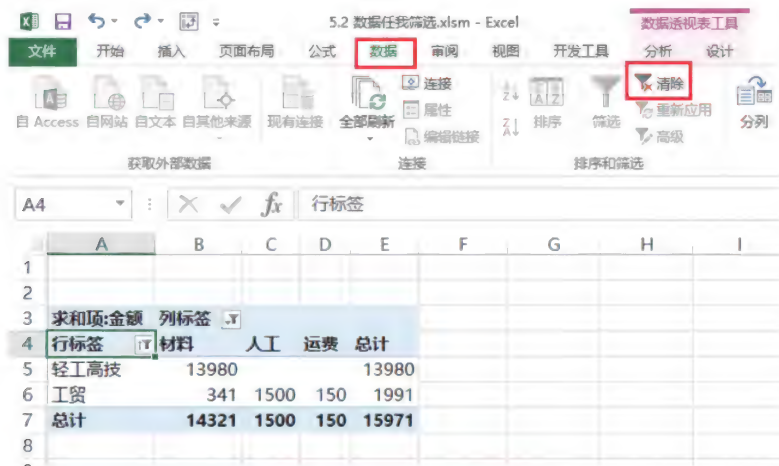 5.2 数据任我筛选.xlsm - Excel 数据透视表工具
文件 开始 插入 页面布局 公式 数据 审阅 视图 开发工具 分析 设计
连接 清除
属性 重新应用
自 Access 自网站 自文本 自其他来源 现有连接 全部刷新 编辑链接 排序 筛选 高级 分列
获取外部数据 连接 排序和筛选
A4 fx 行标签
A B C D E F G H I
1
2
3 求和项:金额 列标签
4 行标签 材料 人工 运费 总计
5 轻工高技 13980 13980
6 工贸 341 1500 150 1991
7 总计 14321 1500 150 15971
8